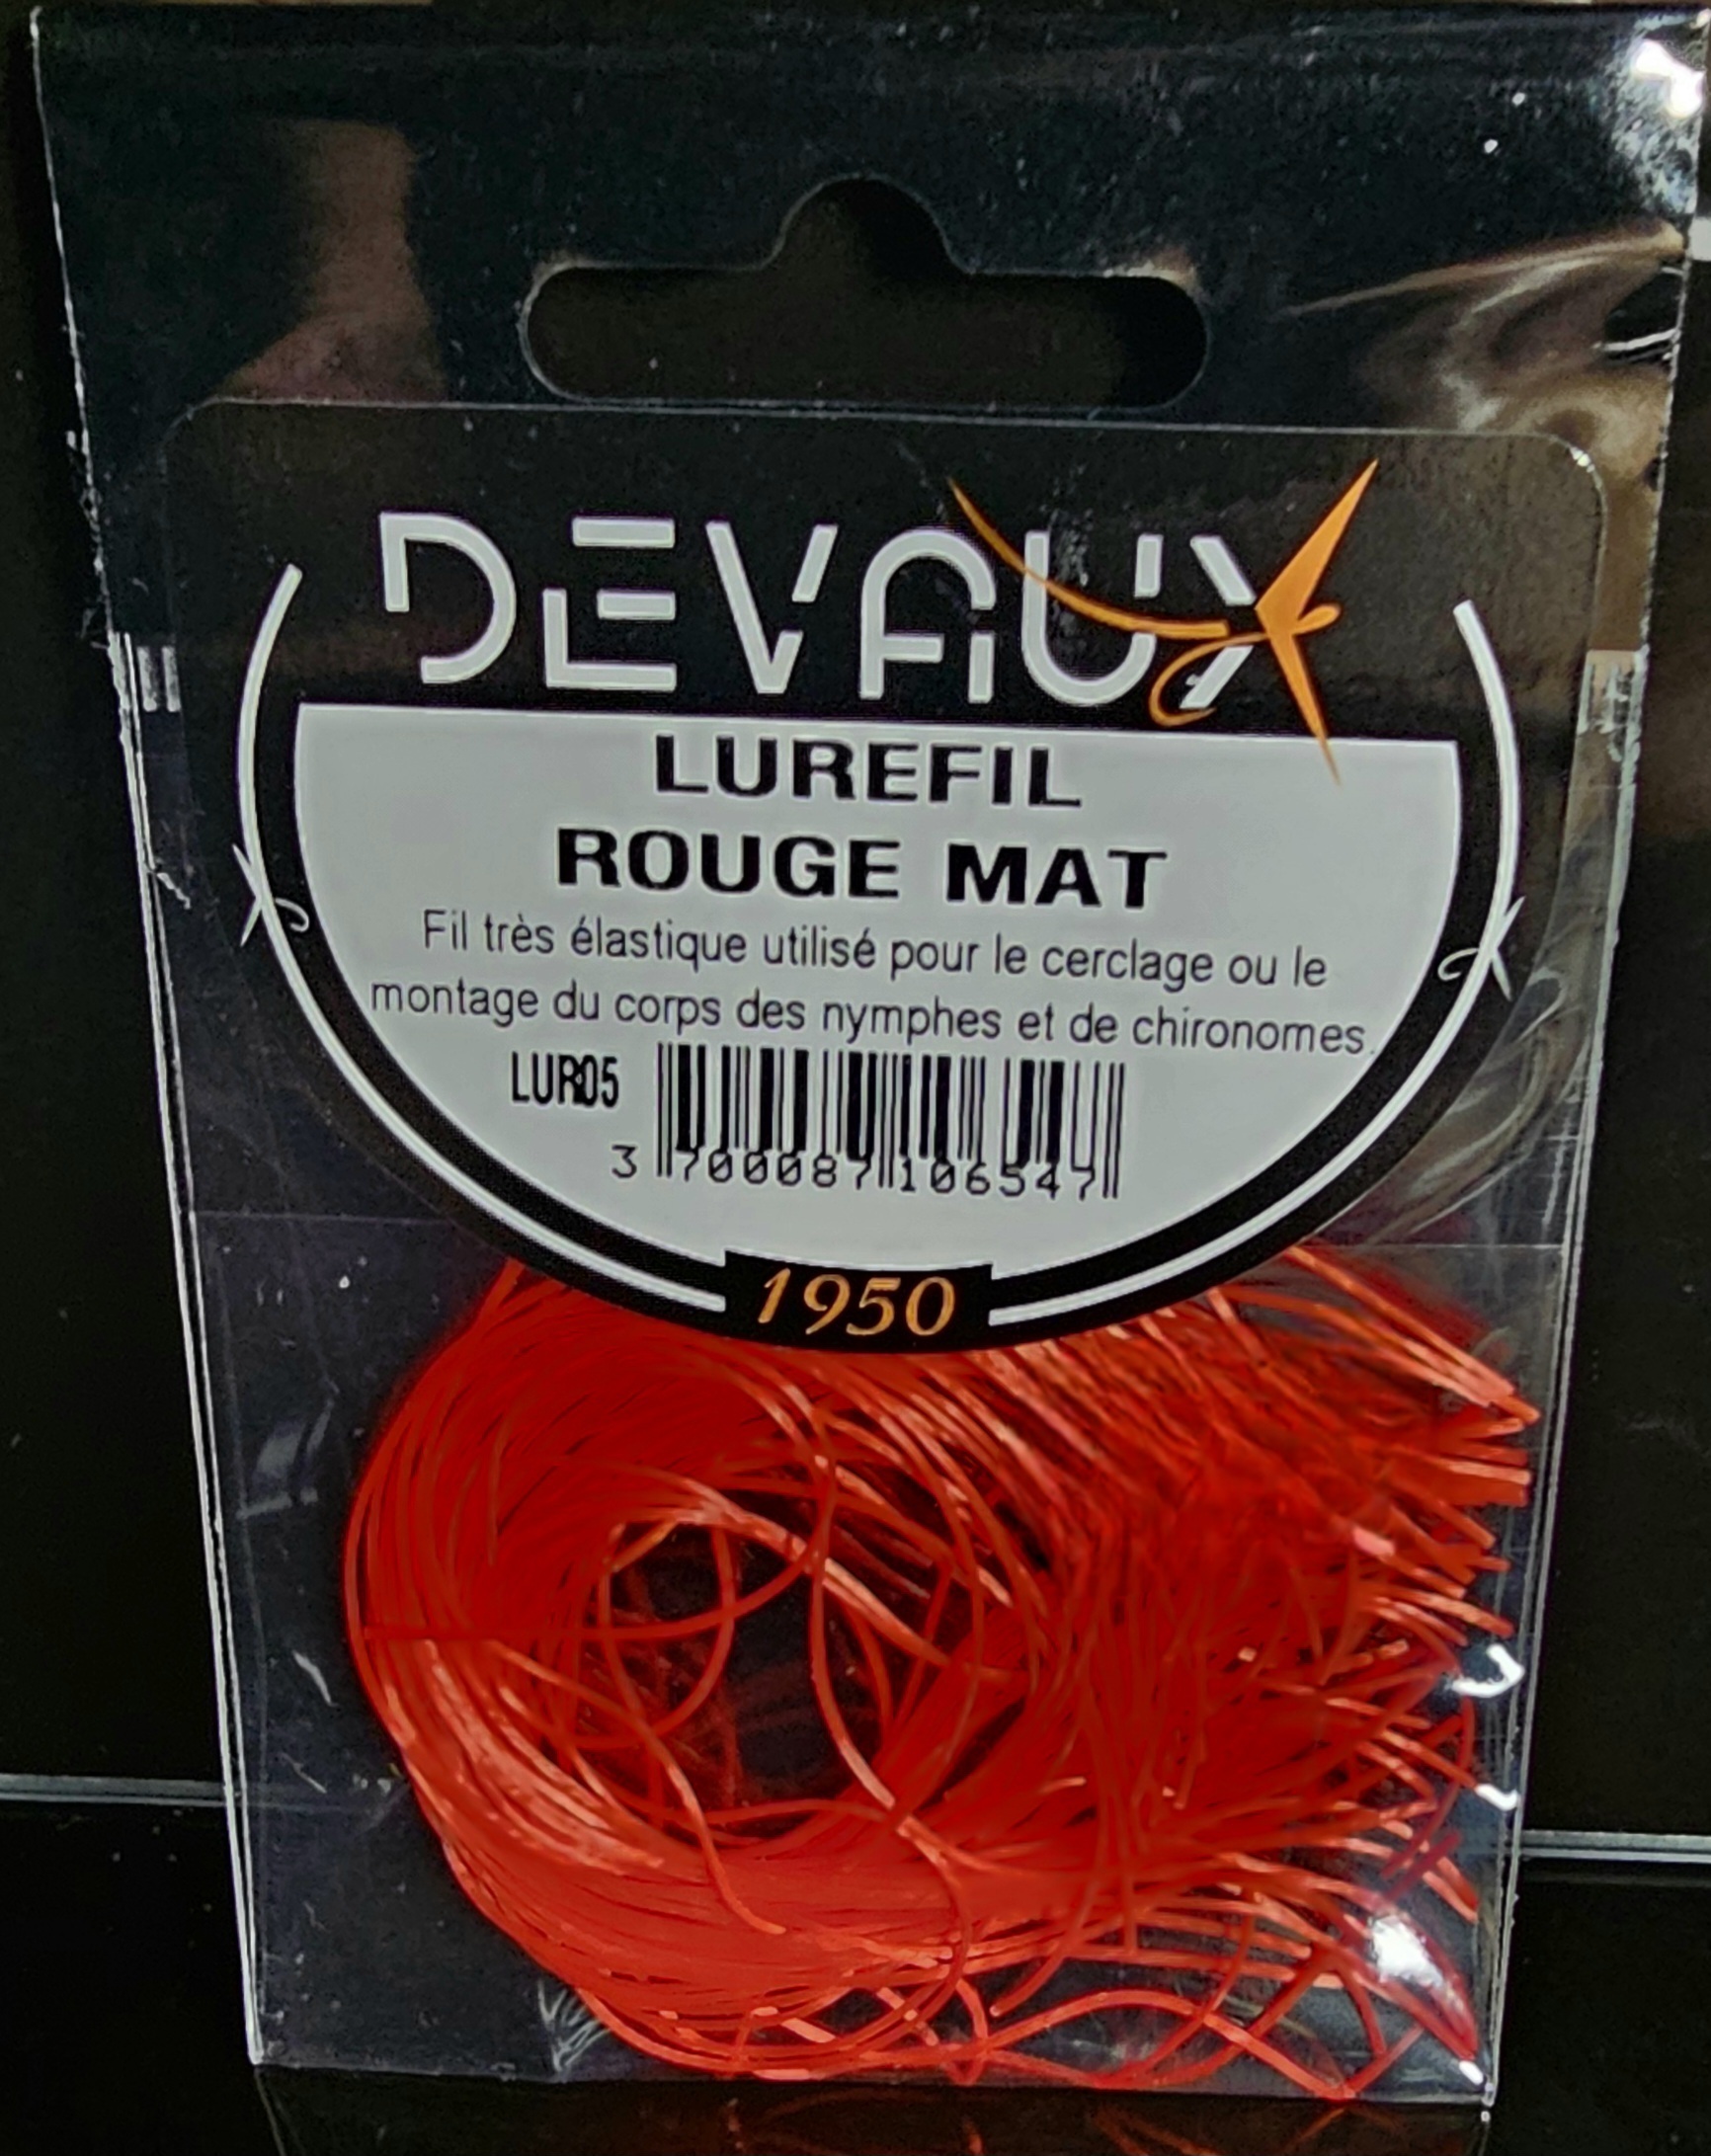 DEVAUX
LUREFIL
ROUGE MAT
Fil très élastique utilisé pour le cerclage ou le
montage du corps des nymphes et de chironomes.
LUR05
3 700087 106547
1950